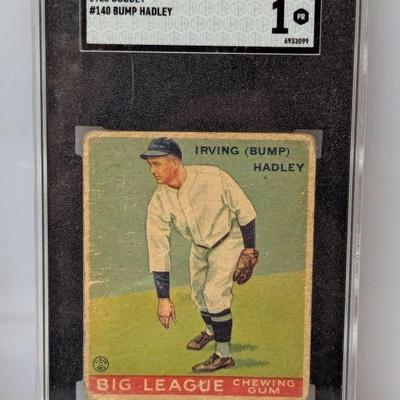 #140 BUMP HADLEY
1 PR
6933099
IRVING (BUMP)
HADLEY
BIG LEAGUE CHEWING GUM